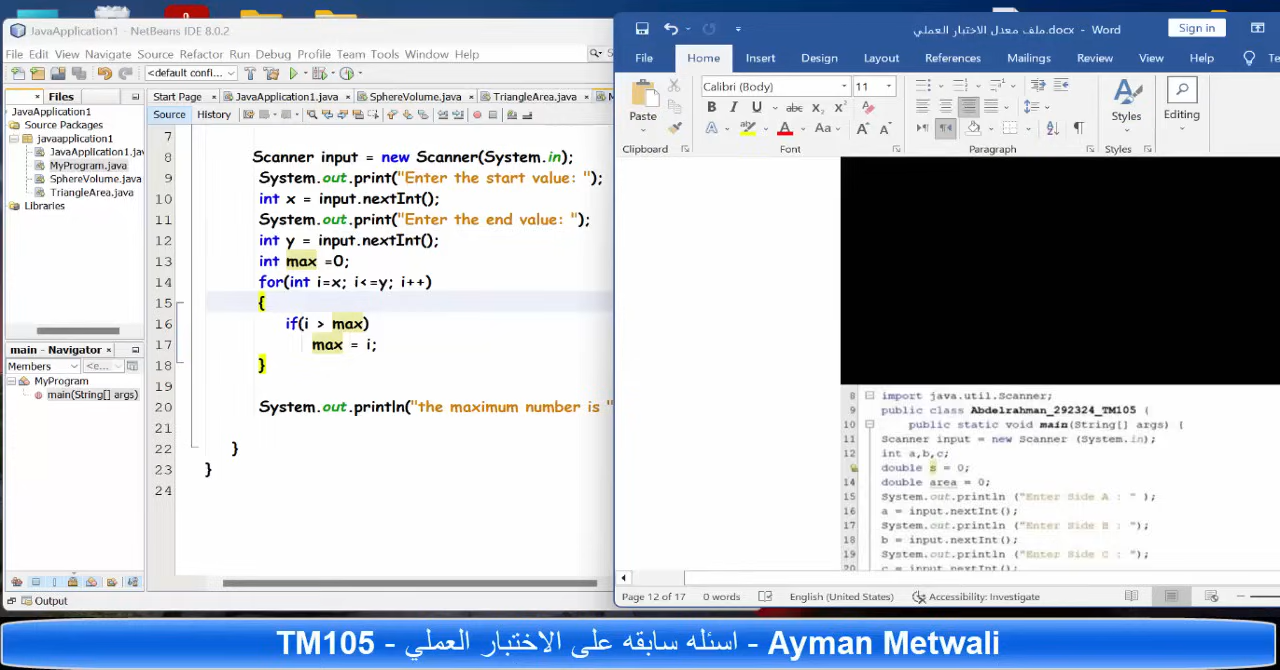 JavaApplication1 - NetBeans IDE 8.0.2
File Edit View Navigate Source Refactor Run Debug Profile Team Tools Window Help
<default confi...
Files
JavaApplication1
Source Packages
javaapplication1
JavaApplication1.jav
MyProgram.java
SphereVolume.java
TriangleArea.java
Libraries
main - Navigator
Members
<e...
MyProgram
main(String[] args)
Output
Start Page JavaApplication1.java SphereVolume.java TriangleArea.java
Source History
7
8 Scanner input = new Scanner(System.in);
9 System.out.print("Enter the start value: ");
10 int x = input.nextInt();
11 System.out.print("Enter the end value: ");
12 int y = input.nextInt();
13 int max =0;
14 for(int i=x; i<=y; i++)
15 {
16 if(i > max)
17 max = i;
18 }
19
20 System.out.println("the maximum number is "
21
22 }
23 }
24
ملف معدل الاختبار العملي.docx - Word
Sign in
File Home Insert Design Layout References Mailings Review View Help Te
Paste
Clipboard
Calibri (Body) 11
B I U abc X₂ X²
A Aa A A
Font
Paragraph
Styles
Styles
Editing
8 import java.util.Scanner;
9 public class Abdelrahman_292324_TM105 {
10 public static void main(String[] args) {
11 Scanner input = new Scanner (System.in);
12 int a,b,c;
double s = 0;
14 double area = 0;
15 System.out.println ("Enter Side A : " );
16 a = input.nextInt();
17 System.out.println ("Enter Side B : ");
18 b = input.nextInt();
19 System.out.println ("Enter Side C : ");
20 c = input.nextInt();
Page 12 of 17 0 words English (United States) Accessibility: Investigate
TM105 - اسئله سابقه على الاختبار العملي - Ayman Metwali